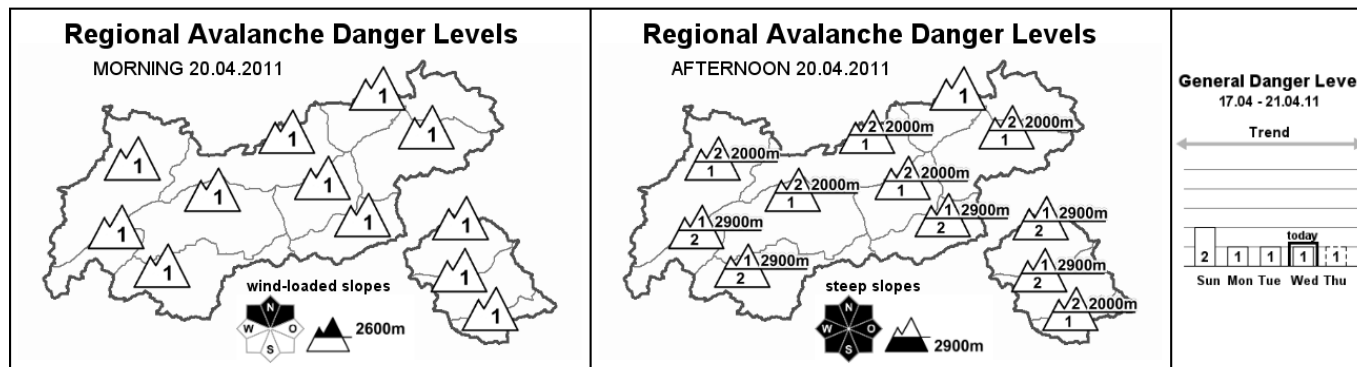 Regional Avalanche Danger Levels
MORNING 20.04.2011
1
1
1
1
1
1
1
1
1
1
1
1
wind-loaded slopes
N
W O
S
2600m
Regional Avalanche Danger Levels
AFTERNOON 20.04.2011
1
2 2000m
1
2 2000m
1
2 2000m
1
2 2000m
1
2 2000m
1
1 2900m
2
1 2900m
2
1 2900m
2
1 2900m
2
1 2900m
2
2 2000m
1
steep slopes
N
W O
S
2900m
General Danger Leve
17.04 - 21.04.11
Trend
today
2 1 1 1 1
Sun Mon Tue Wed Thu